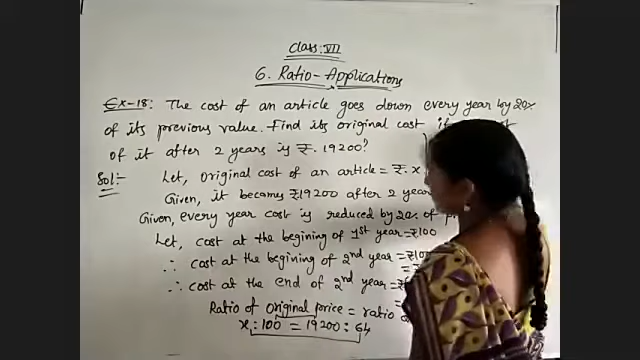 Class: VII
6. Ratio - Applications
Ex-18: The cost of an article goes down every year by 20%
of its previous value. Find its original cost if
of it after 2 years is ₹. 19200?
Sol:- Let, original cost of an article = ₹. x
Given, it becomes ₹19200 after 2 year
Given, every year cost is reduced by 20% of
Let, cost at the begining of 1st year = ₹100
∴ cost at the begining of 2nd year =
∴ cost at the end of 2nd year =
Ratio of original price = ratio
x : 100 = 19200 : 64